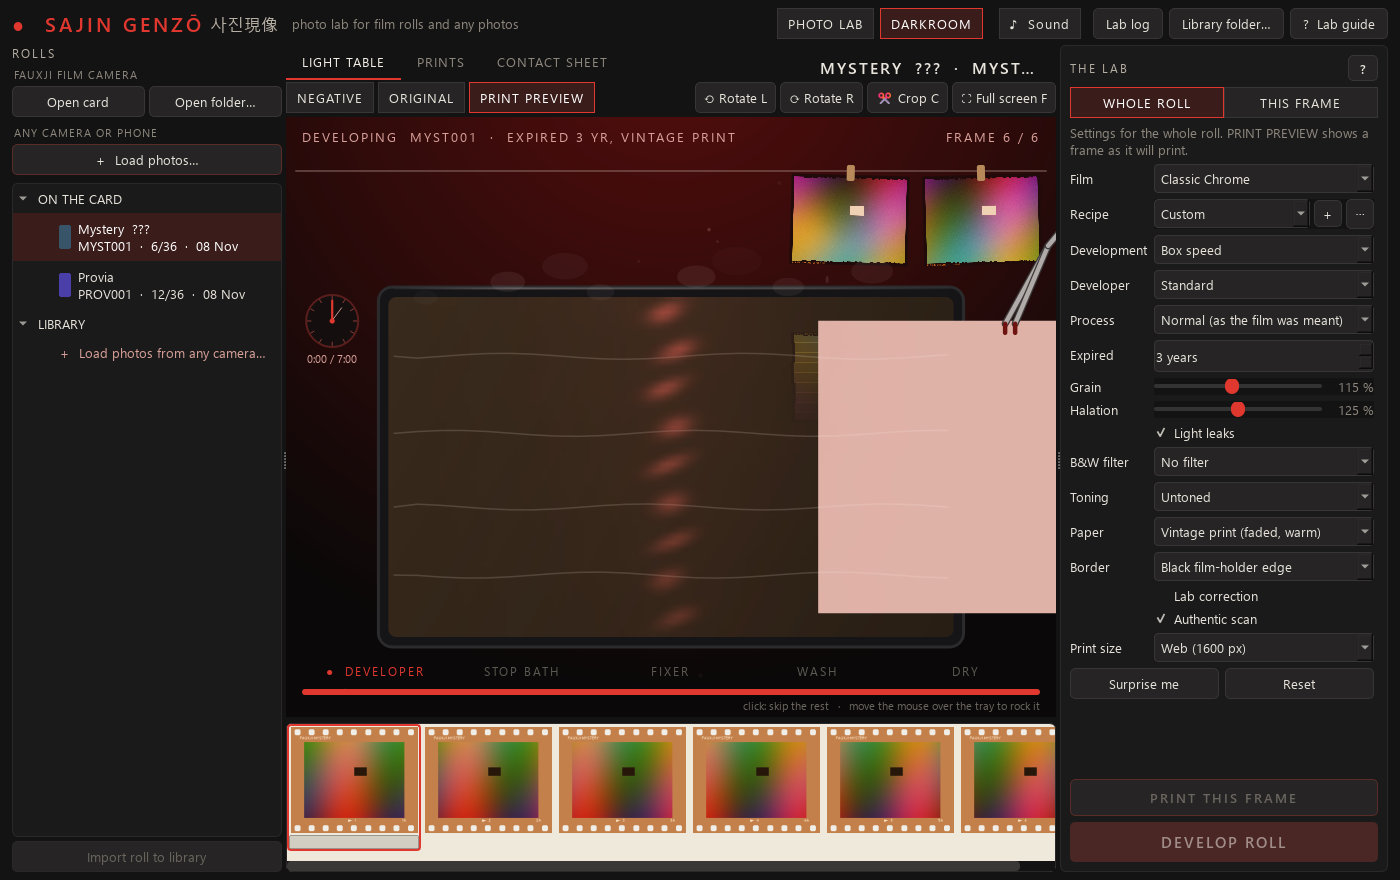 SAJIN GENZŌ 사진現像 photo lab for film rolls and any photos
PHOTO LAB DARKROOM ♪ Sound Lab log Library folder... ? Lab guide
ROLLS
FAUXJI FILM CAMERA
Open card Open folder...
ANY CAMERA OR PHONE
+ Load photos...
ON THE CARD
Mystery ???
MYST001 · 6/36 · 08 Nov
Provia
PROV001 · 12/36 · 08 Nov
LIBRARY
+ Load photos from any camera...
Import roll to library
LIGHT TABLE PRINTS CONTACT SHEET MYSTERY ??? · MYST...
NEGATIVE ORIGINAL PRINT PREVIEW Rotate L Rotate R Crop C Full screen F
DEVELOPING MYST001 · EXPIRED 3 YR, VINTAGE PRINT FRAME 6 / 6
0:00 / 7:00
DEVELOPER STOP BATH FIXER WASH DRY
click: skip the rest · move the mouse over the tray to rock it
THE LAB ?
WHOLE ROLL THIS FRAME
Settings for the whole roll. PRINT PREVIEW shows a
frame as it will print.
Film Classic Chrome
Recipe Custom + ...
Development Box speed
Developer Standard
Process Normal (as the film was meant)
Expired 3 years
Grain 115 %
Halation 125 %
✓ Light leaks
B&W filter No filter
Toning Untoned
Paper Vintage print (faded, warm)
Border Black film-holder edge
Lab correction
✓ Authentic scan
Print size Web (1600 px)
Surprise me Reset
PRINT THIS FRAME
DEVELOP ROLL